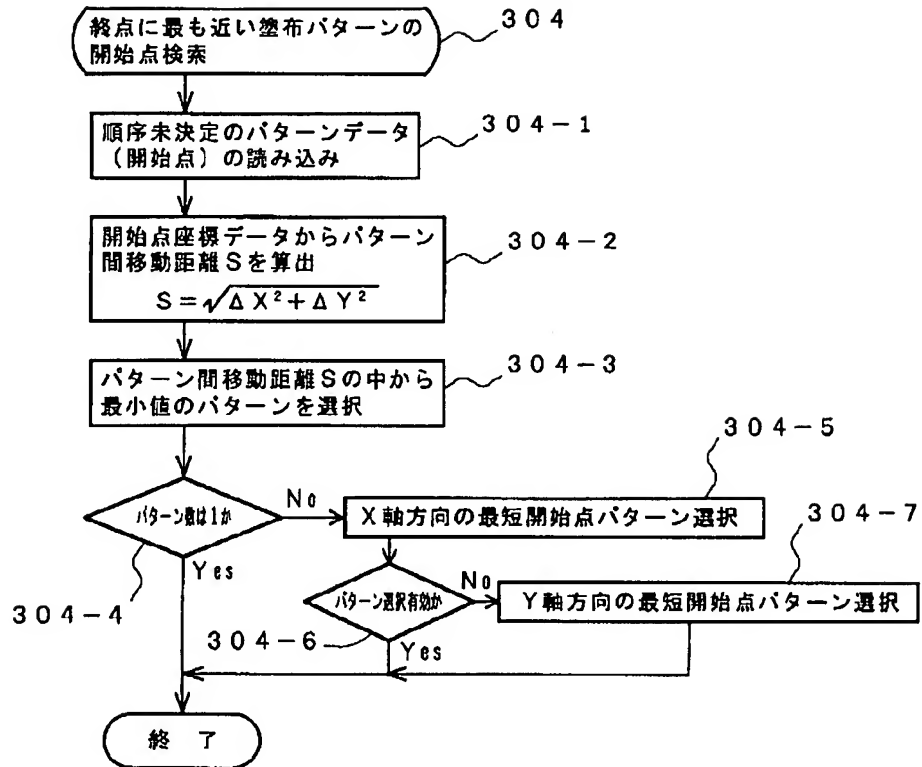 終点に最も近い塗布パターンの
開始点検索
304
順序未決定のパターンデータ
(開始点)の読み込み
304-1
開始点座標データからパターン
間移動距離Sを算出
S=√ΔX²+ΔY²
304-2
パターン間移動距離Sの中から
最小値のパターンを選択
304-3
パターン数は1か
No
Yes
304-4
X軸方向の最短開始点パターン選択
304-5
パターン選択有効か
No
Yes
304-6
Y軸方向の最短開始点パターン選択
304-7
終 了